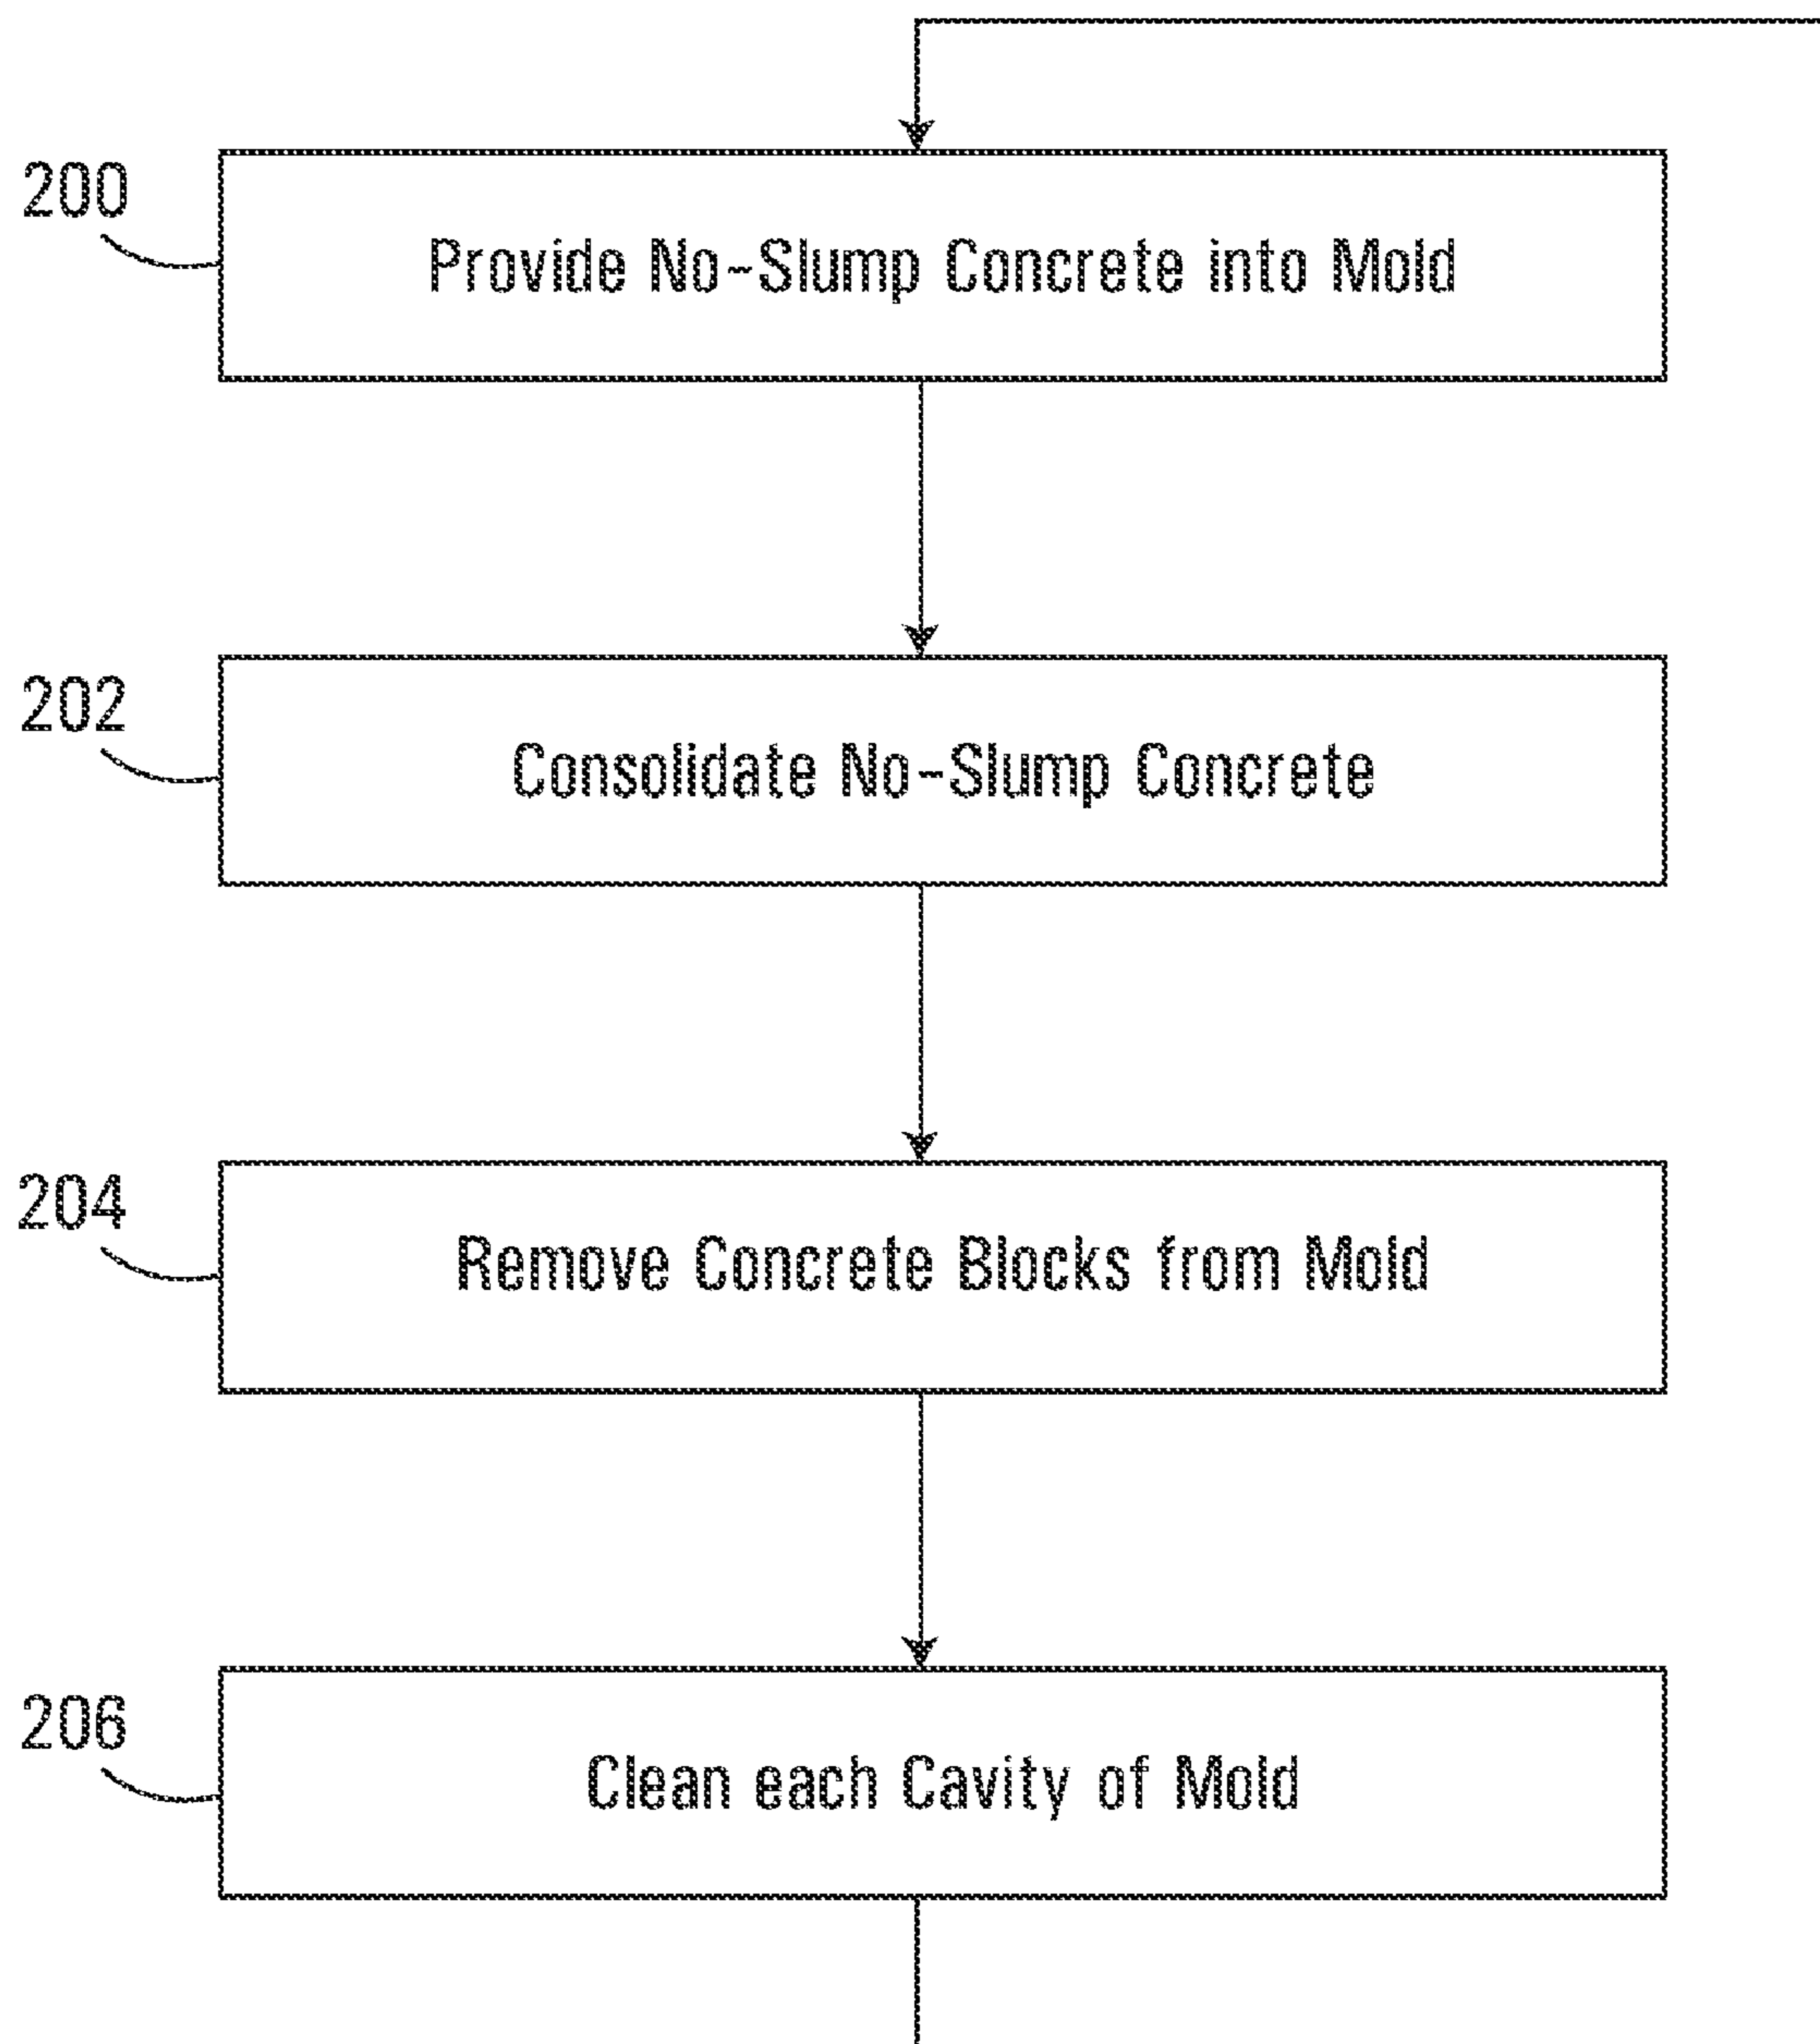 200
Provide No-Slump Concrete into Mold
202
Consolidate No-Slump Concrete
204
Remove Concrete Blocks from Mold
206
Clean each Cavity of Mold